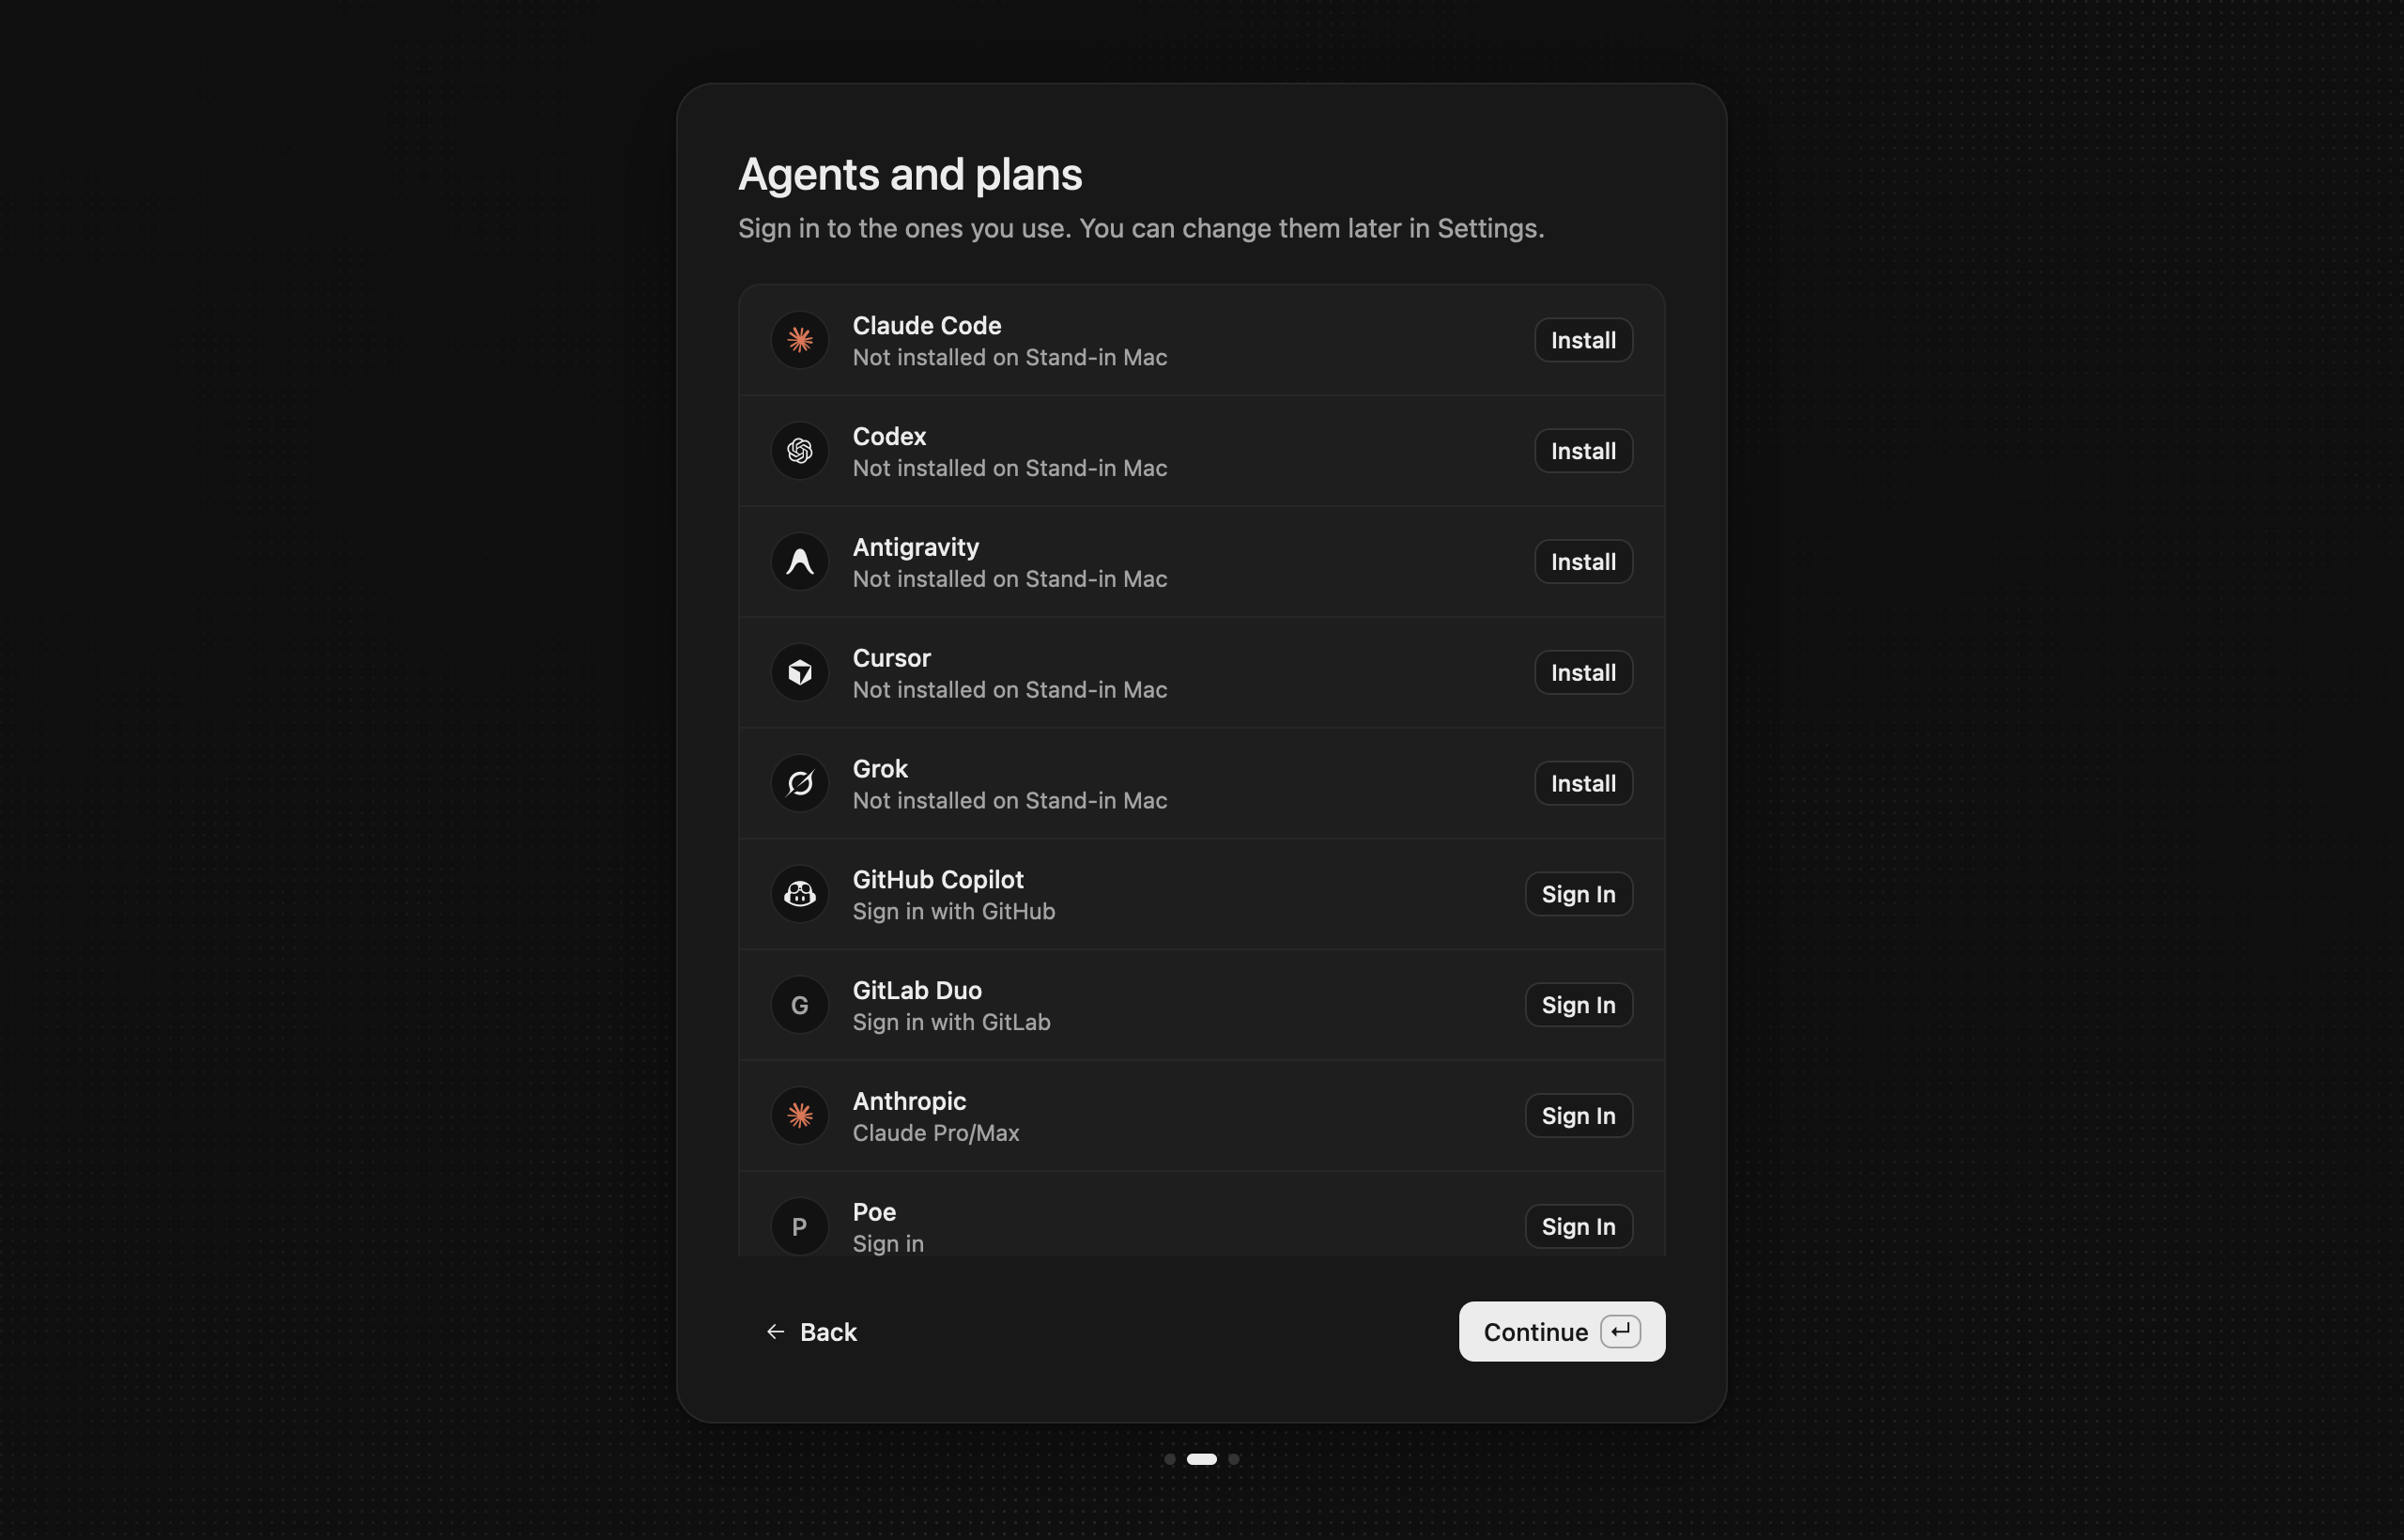 Agents and plans
Sign in to the ones you use. You can change them later in Settings.
Claude Code
Not installed on Stand-in Mac
Install
Codex
Not installed on Stand-in Mac
Install
Antigravity
Not installed on Stand-in Mac
Install
Cursor
Not installed on Stand-in Mac
Install
Grok
Not installed on Stand-in Mac
Install
GitHub Copilot
Sign in with GitHub
Sign In
G
GitLab Duo
Sign in with GitLab
Sign In
Anthropic
Claude Pro/Max
Sign In
P
Poe
Sign in
Sign In
Back
Continue